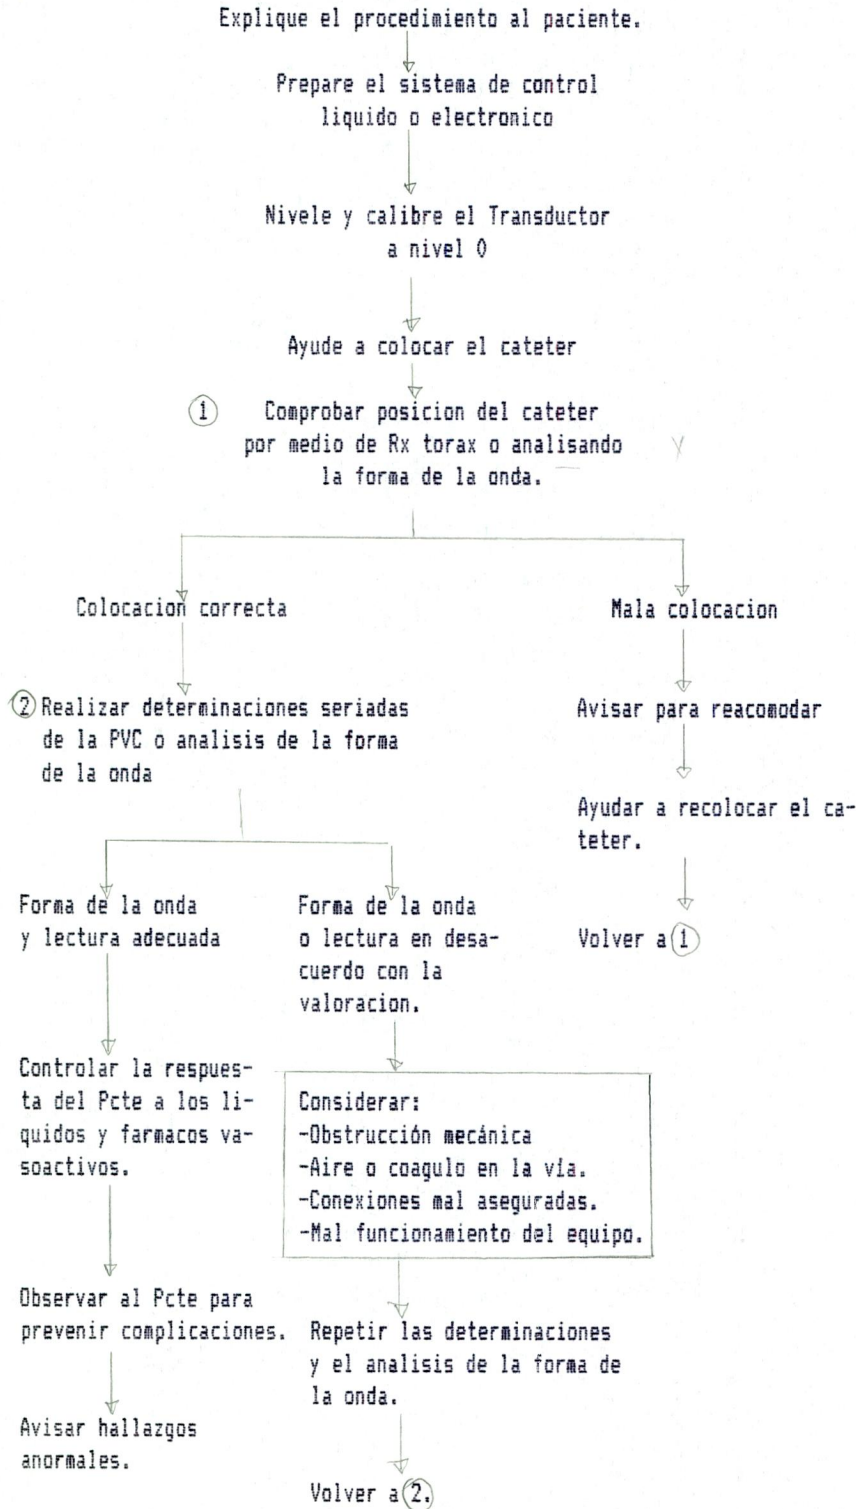 Explique el procedimiento al paciente.
Prepare el sistema de control
liquido o electronico
Nivele y calibre el Transductor
a nivel 0
Ayude a colocar el cateter
1 Comprobar posicion del cateter
por medio de Rx torax o analisando y
la forma de la onda.
Colocacion correcta
Mala colocacion
2 Realizar determinaciones seriadas
de la PVC o analisis de la forma
de la onda
Avisar para reacomodar
Ayudar a recolocar el ca-
teter.
Volver a 1
Forma de la onda
y lectura adecuada
Controlar la respues-
ta del Pcte a los li-
quidos y farmacos va-
soactivos.
Observar al Pcte para
prevenir complicaciones.
Avisar hallazgos
anormales.
Forma de la onda
o lectura en desa-
cuerdo con la
valoracion.
Considerar:
-Obstrucción mecánica
-Aire o coagulo en la vía.
-Conexiones mal aseguradas.
-Mal funcionamiento del equipo.
Repetir las determinaciones
y el analisis de la forma de
la onda.
Volver a 2.